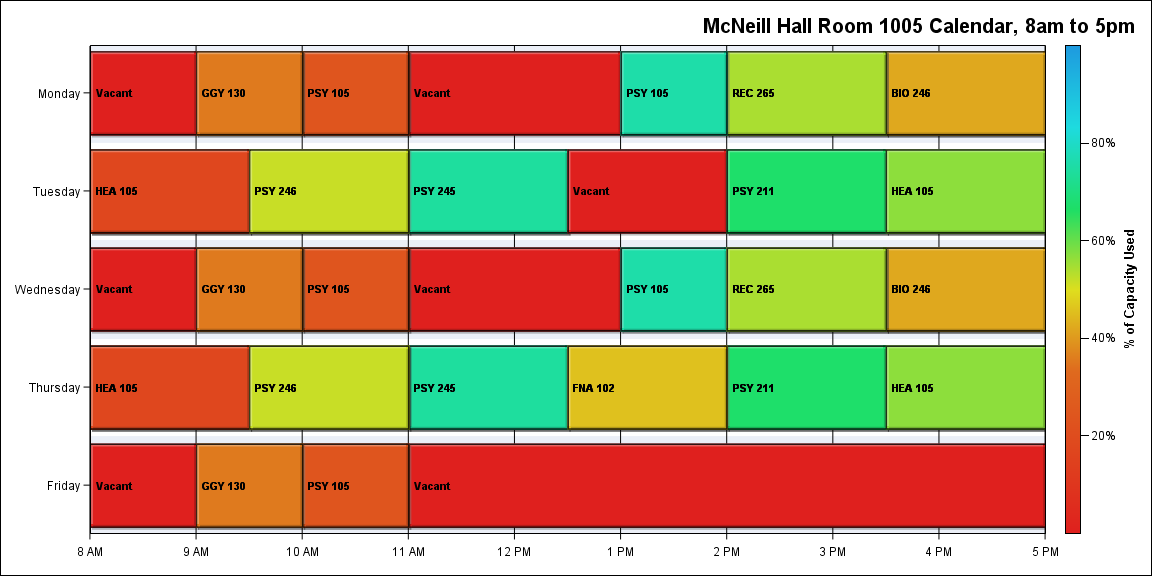 McNeill Hall Room 1005 Calendar, 8am to 5pm
Monday
Vacant
GGY 130
PSY 105
Vacant
PSY 105
REC 265
BIO 246
Tuesday
HEA 105
PSY 246
PSY 245
Vacant
PSY 211
HEA 105
Wednesday
Vacant
GGY 130
PSY 105
Vacant
PSY 105
REC 265
BIO 246
Thursday
HEA 105
PSY 246
PSY 245
FNA 102
PSY 211
HEA 105
Friday
Vacant
GGY 130
PSY 105
Vacant
8 AM
9 AM
10 AM
11 AM
12 PM
1 PM
2 PM
3 PM
4 PM
5 PM
80%
60%
40%
20%
% of Capacity Used